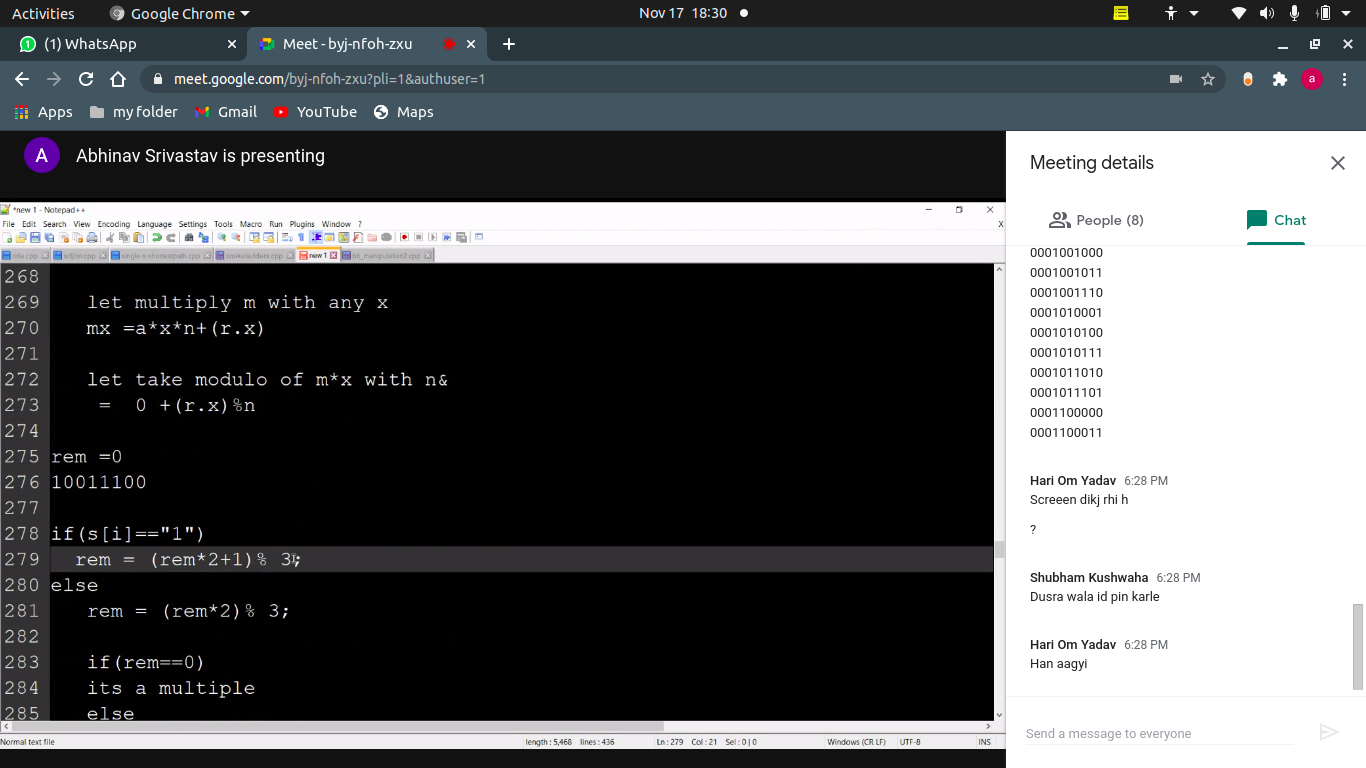 Activities Google Chrome Nov 17 18:30
(1) WhatsApp Meet - byj-nfoh-zxu
meet.google.com/byj-nfoh-zxu?pli=1&authuser=1 a
Apps my folder Gmail YouTube Maps
A Abhinav Srivastav is presenting
*new 1 - Notepad++
File Edit Search View Encoding Language Settings Tools Macro Run Plugins Window ? X
adjlist.cpp single s shortestpath.cpp snakeladders.cpp new 1 bit_manipulation2.cpp
268
269 let multiply m with any x
270 mx =a*x*n+(r.x)
271
272 let take modulo of m*x with n&
273 = 0 +(r.x)%n
274
275 rem =0
276 10011100
277
278 if(s[i]=="1")
279 rem = (rem*2+1)% 3;
280 else
281 rem = (rem*2)% 3;
282
283 if(rem==0)
284 its a multiple
285 else
Normal text file length : 5,468 lines : 436 Ln : 279 Col : 21 Sel : 0 | 0 Windows (CR LF) UTF-8 INS
Meeting details
People (8) Chat
0001001000
0001001011
0001001110
0001010001
0001010100
0001010111
0001011010
0001011101
0001100000
0001100011
Hari Om Yadav 6:28 PM
Screeen dikj rhi h
?
Shubham Kushwaha 6:28 PM
Dusra wala id pin karle
Hari Om Yadav 6:28 PM
Han aagyi
Send a message to everyone